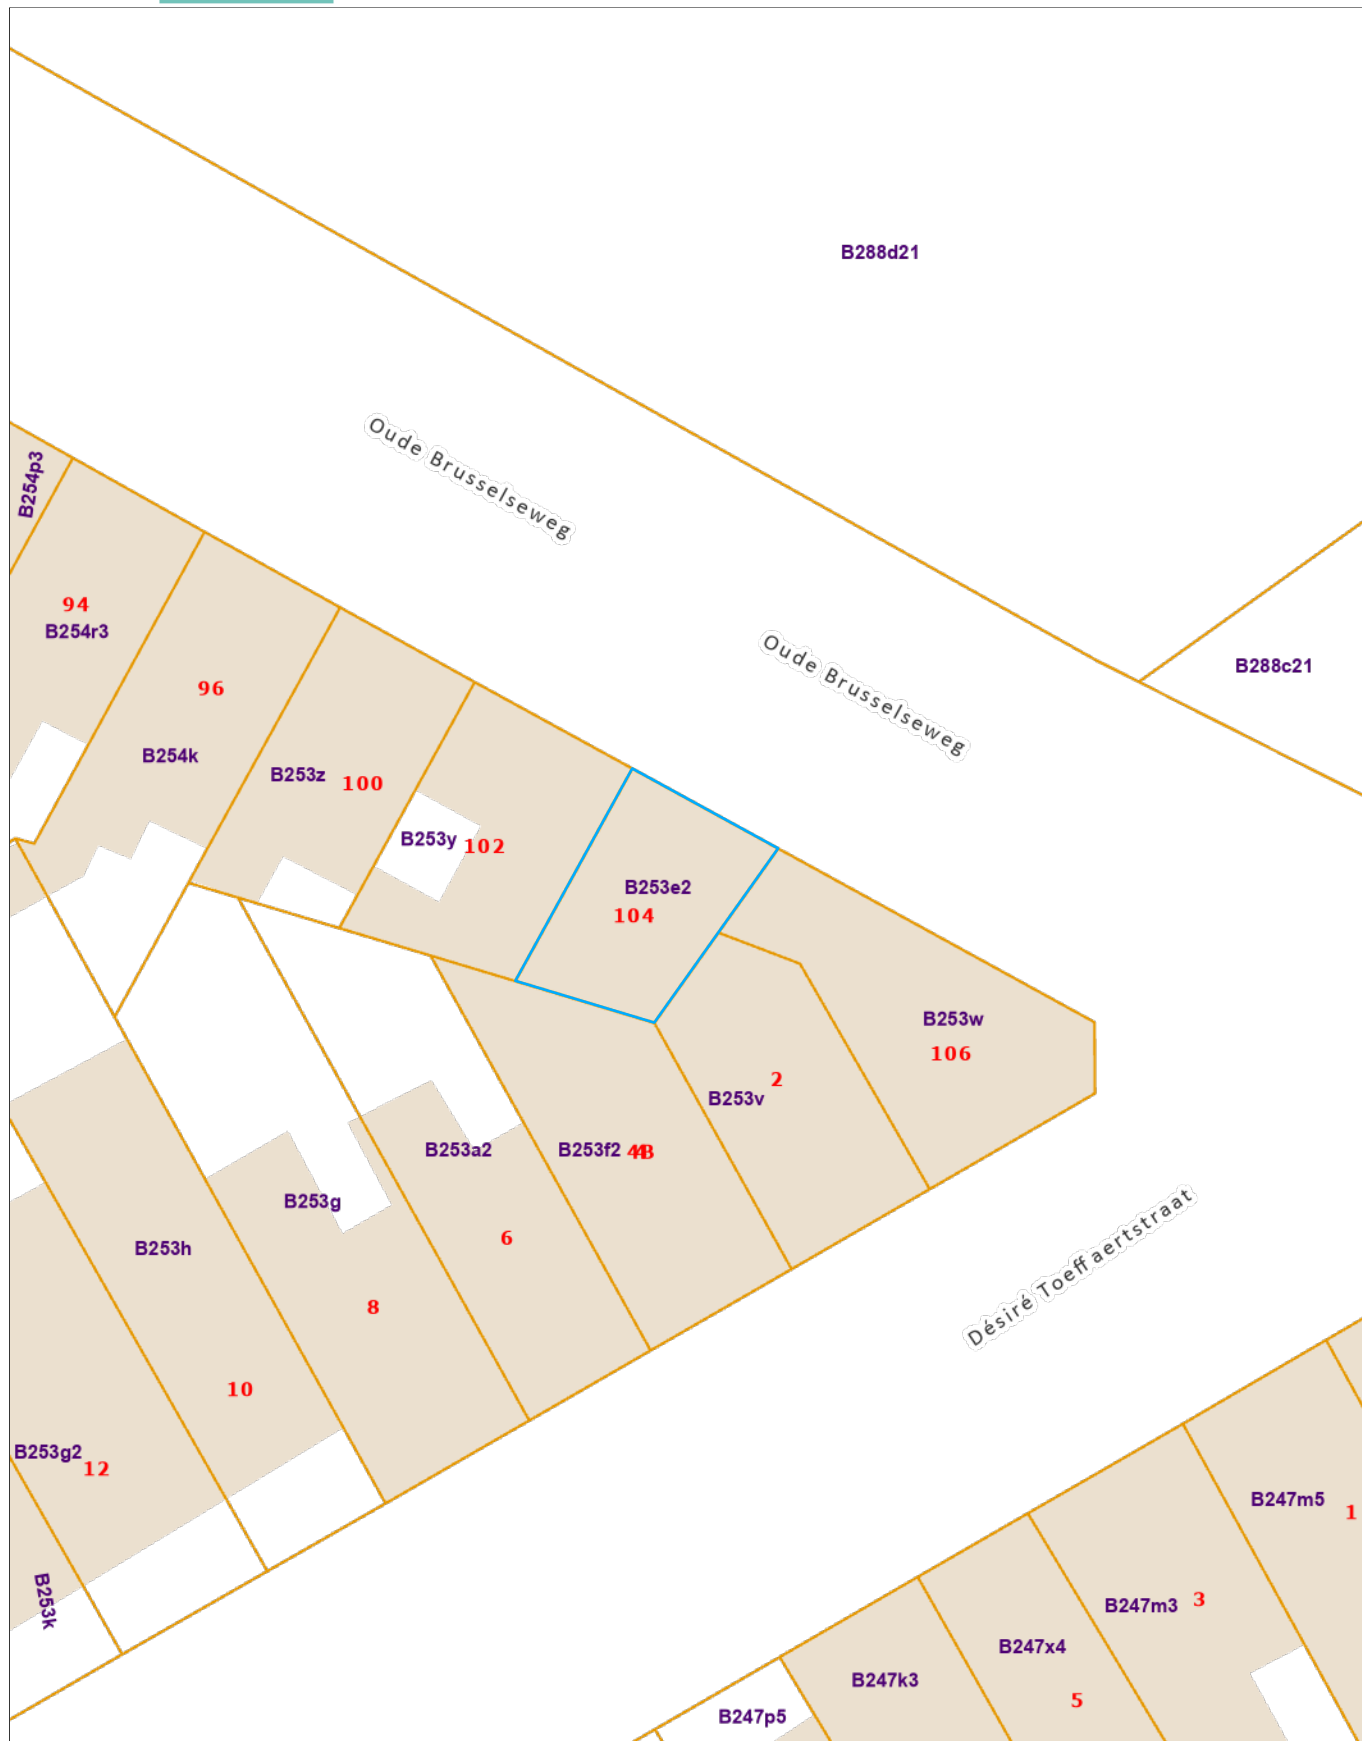 B288d21
Oude Brusselseweg
B254p3
94
B254r3
Oude Brusselseweg
B288c21
96
B254k
B253z
100
B253y
102
B253e2
104
B253w
106
2
B253v
B253a2
B253f2
B253g
6
B253h
8
Désiré Toeffaertstraat
10
B253g2
12
B247m5
1
B253k
B247m3
3
B247x4
B247k3
5
B247p5